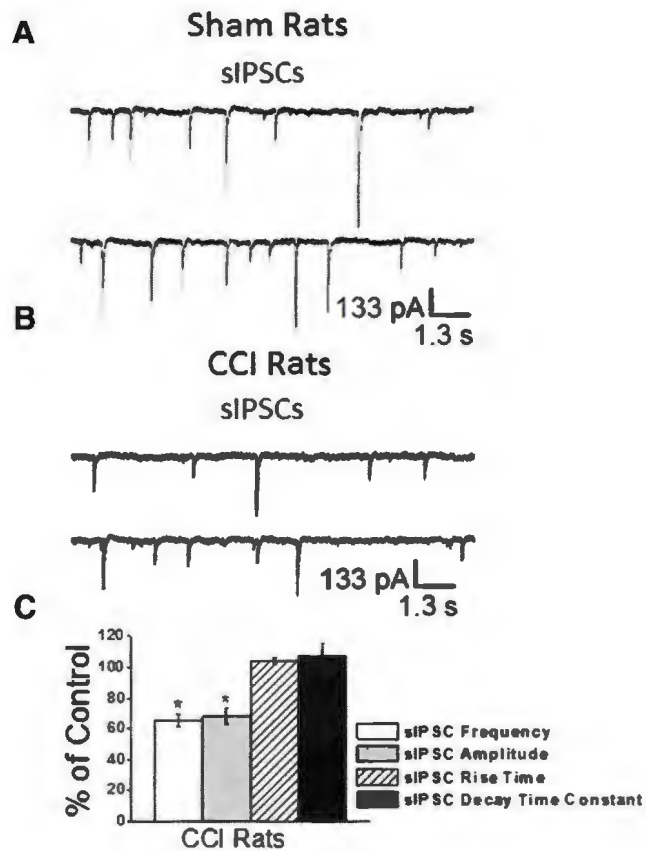 A
Sham Rats
sIPSCs
133 pA
1.3 s
B
CCI Rats
sIPSCs
133 pA
1.3 s
C
% of Control
120
100
80
60
40
20
0
* *
CCI Rats
sIPSC Frequency
sIPSC Amplitude
sIPSC Rise Time
sIPSC Decay Time Constant